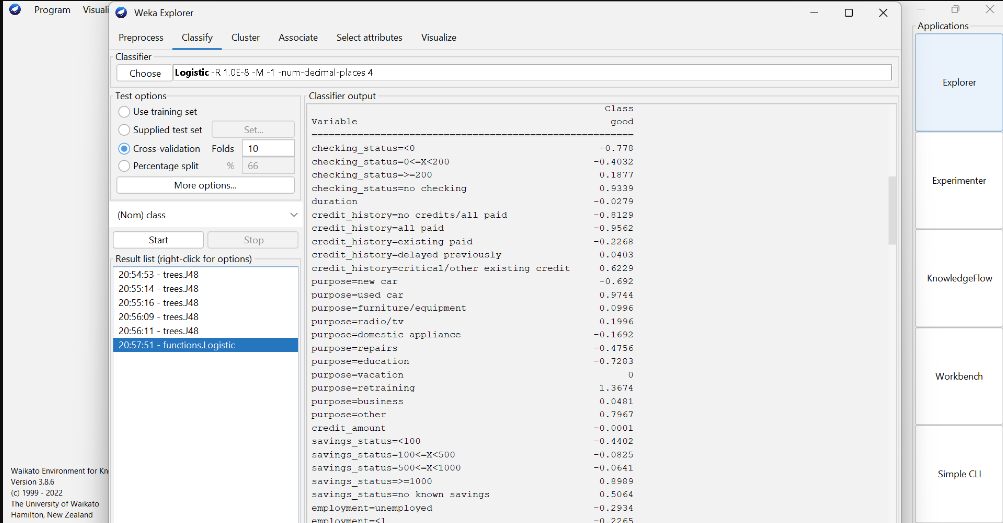 Program Visuali
Weka Explorer
Preprocess Classify Cluster Associate Select attributes Visualize
Classifier
Choose Logistic -R 1.0E-8 -M -1 -num-decimal-places 4
Test options
Use training set
Supplied test set Set...
Cross-validation Folds 10
Percentage split % 66
More options...
(Nom) class
Start Stop
Result list (right-click for options)
20:54:53 - trees.J48
20:55:14 - trees.J48
20:55:16 - trees.J48
20:56:09 - trees.J48
20:56:11 - trees.J48
20:57:51 - functions.Logistic
Classifier output
Class
Variable good
====================================================
checking_status=<0 -0.778
checking_status=0<=X<200 -0.4032
checking_status=>=200 0.1877
checking_status=no checking 0.9339
duration -0.0279
credit_history=no credits/all paid -0.8129
credit_history=all paid -0.9562
credit_history=existing paid -0.2268
credit_history=delayed previously 0.0403
credit_history=critical/other existing credit 0.6229
purpose=new car -0.692
purpose=used car 0.9744
purpose=furniture/equipment 0.0996
purpose=radio/tv 0.1996
purpose=domestic appliance -0.1692
purpose=repairs -0.4756
purpose=education -0.7283
purpose=vacation 0
purpose=retraining 1.3674
purpose=business 0.0481
purpose=other 0.7967
credit_amount -0.0001
savings_status=<100 -0.4402
savings_status=100<=X<500 -0.0825
savings_status=500<=X<1000 -0.0641
savings_status=>=1000 0.8989
savings_status=no known savings 0.5064
employment=unemployed -0.2934
employment=<1 -0.2265
Waikato Environment for Kn
Version 3.8.6
(c) 1999 - 2022
The University of Waikato
Hamilton, New Zealand
Applications
Explorer
Experimenter
KnowledgeFlow
Workbench
Simple CLI